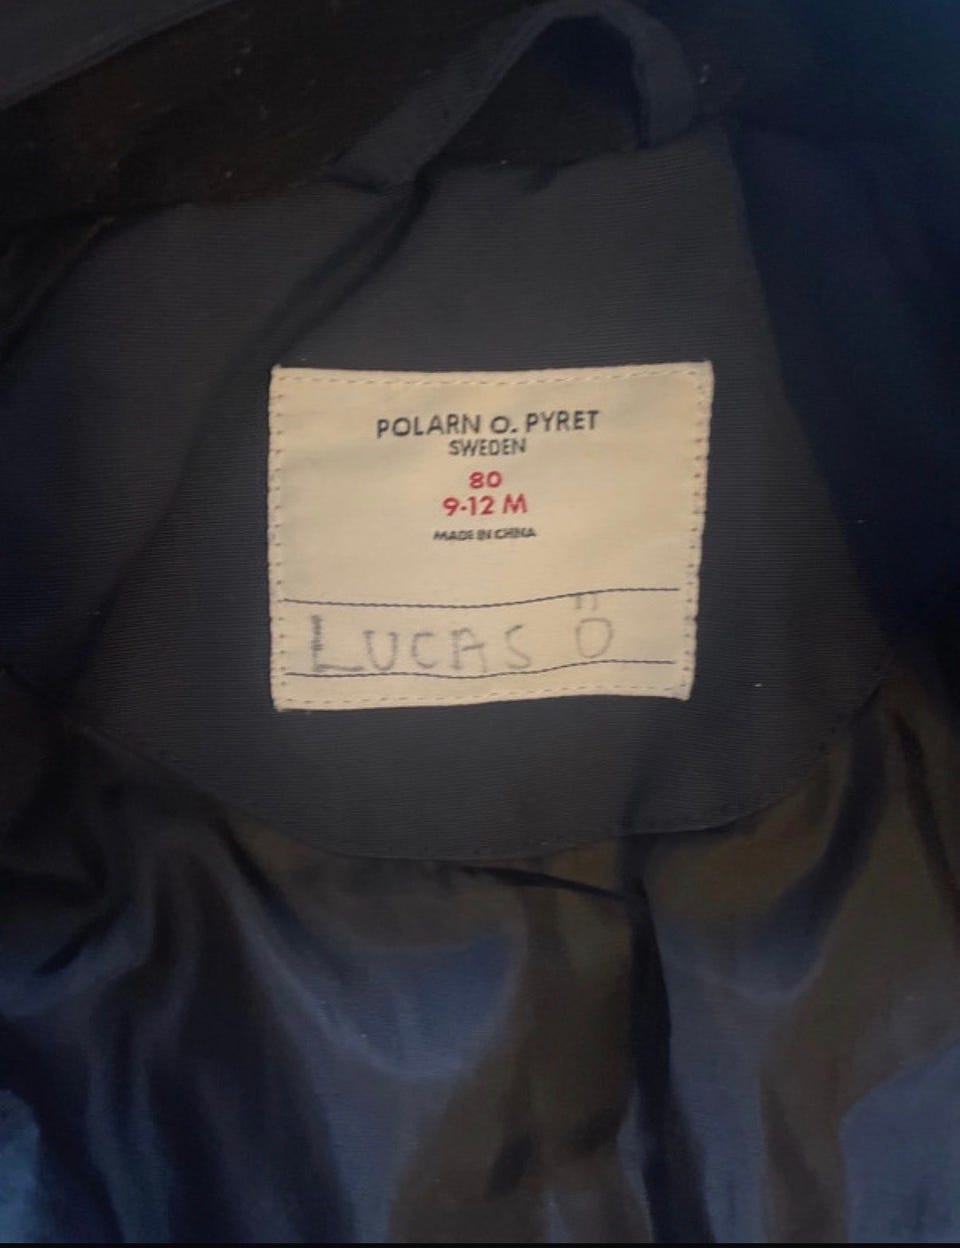 POLARN O. PYRET
SWEDEN
80
9-12 M
MADE IN CHINA
LUCAS Ö